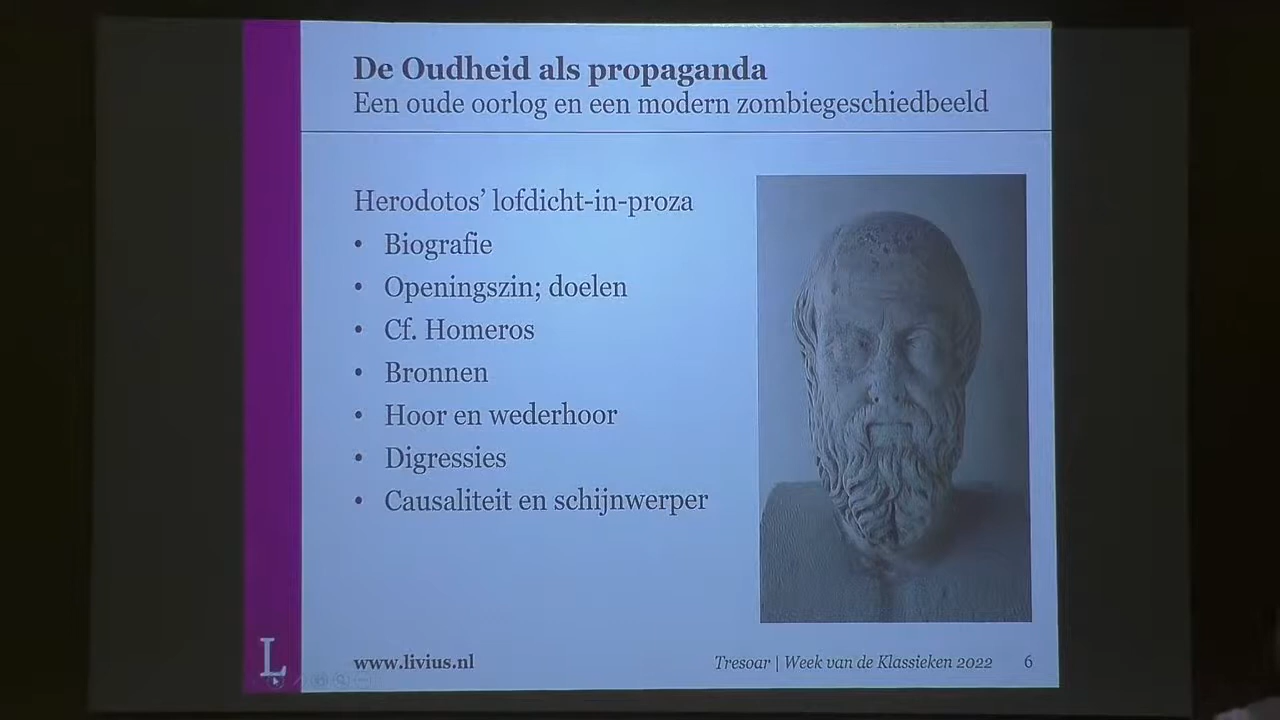 De Oudheid als propaganda
Een oude oorlog en een modern zombiegeschiedbeeld
Herodotos’ lofdicht-in-proza
• Biografie
• Openingszin; doelen
• Cf. Homeros
• Bronnen
• Hoor en wederhoor
• Digressies
• Causaliteit en schijnwerper
L
www.livius.nl
Tresoar | Week van de Klassieken 2022
6